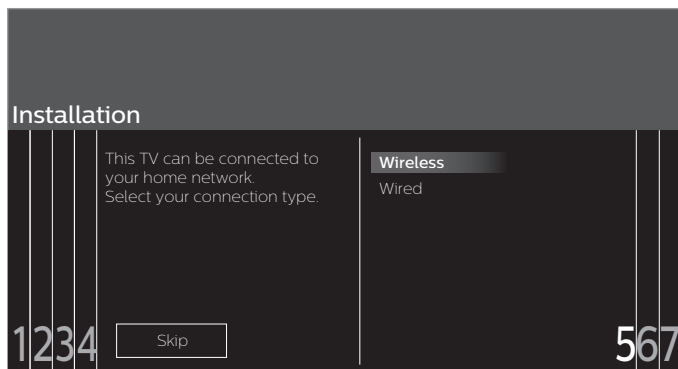 Installation
This TV can be connected to
your home network.
Select your connection type.
Wireless
Wired
1234
Skip
567